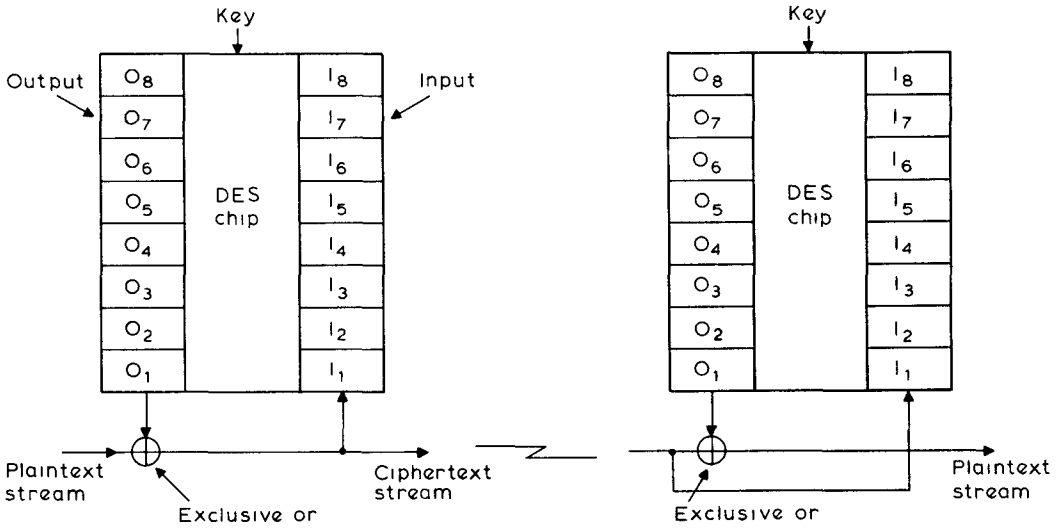 Key
Key
Output
Input
O8
O7
O6
O5
O4
O3
O2
O1
DES
chip
I8
I7
I6
I5
I4
I3
I2
I1
O8
O7
O6
O5
O4
O3
O2
O1
DES
chip
I8
I7
I6
I5
I4
I3
I2
I1
Plaintext
stream
Exclusive or
Ciphertext
stream
Exclusive or
Plaintext
stream